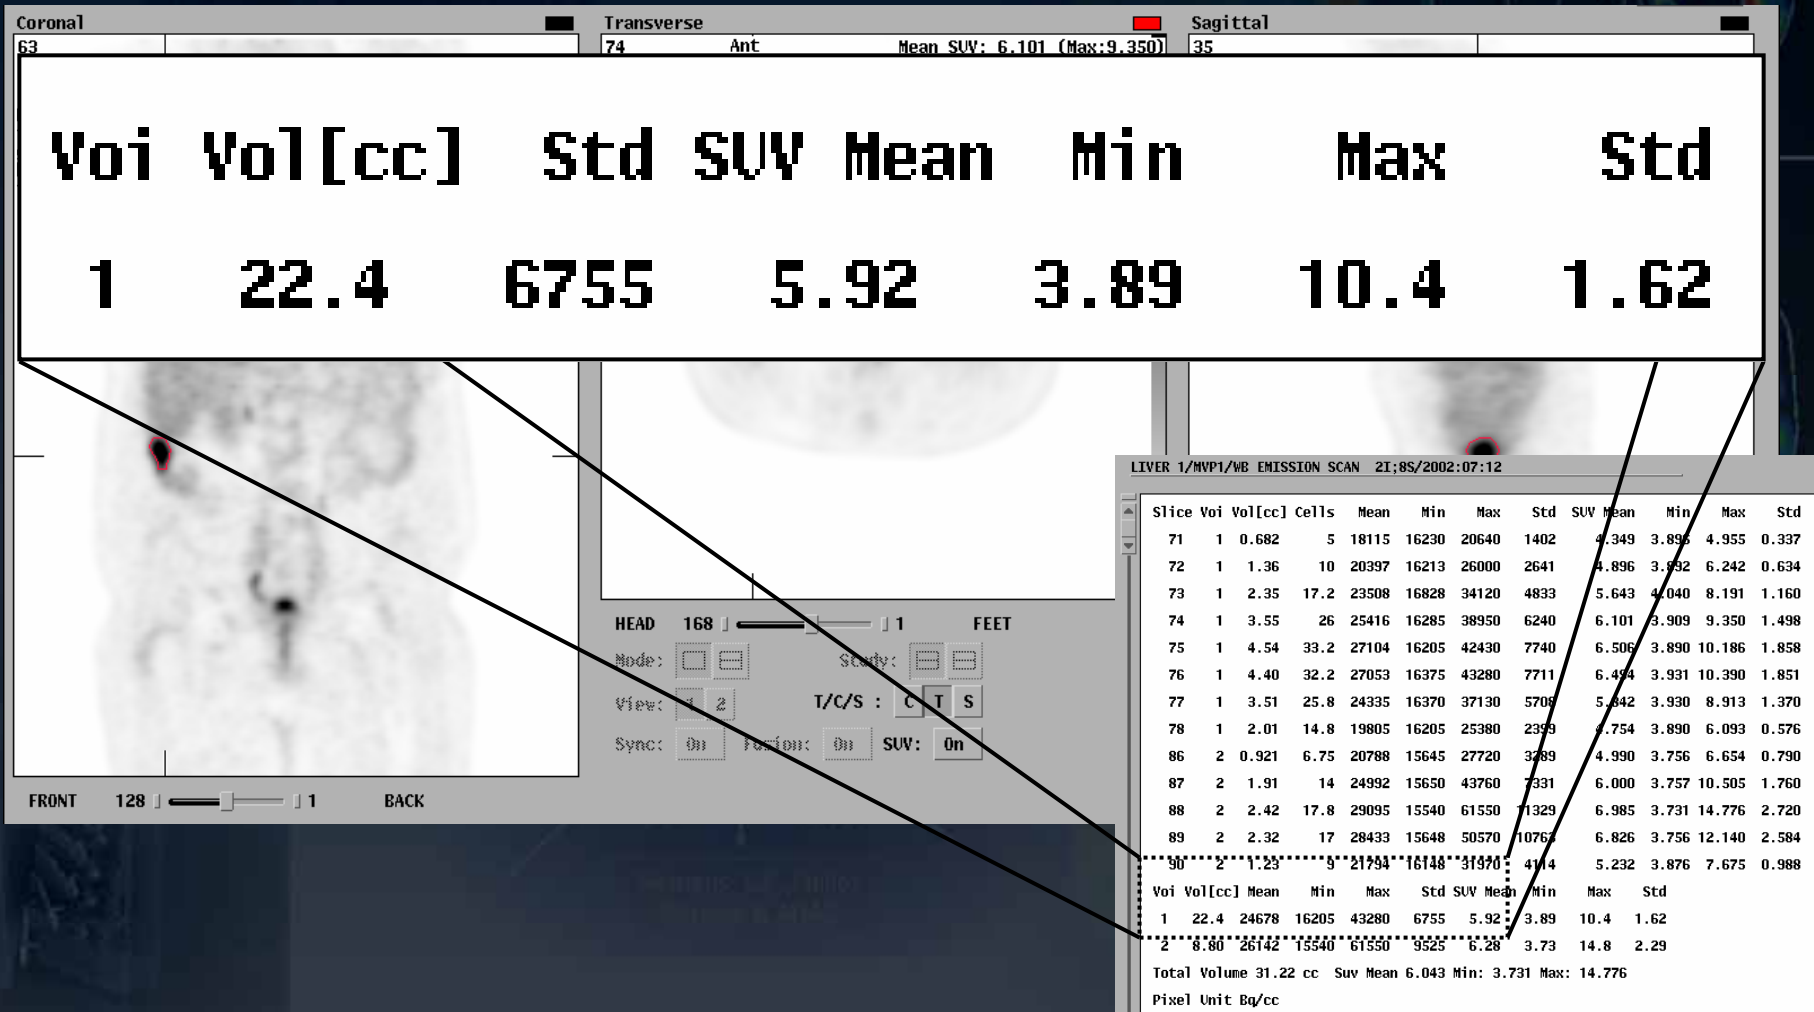 Coronal
Transverse
Sagittal
63
74 Ant Mean SUV: 6.101 (Max:9.350)
35
Voi Vol[cc] Std SUV Mean Min Max Std
1 22.4 6755 5.92 3.89 10.4 1.62
HEAD 168 1 FEET
Mode:
Study:
View: 1 2
T/C/S : C T S
Sync: On
Fusion: On
SUV: On
FRONT 128 1 BACK
LIVER 1/MVP1/WB EMISSION SCAN 2I;8S/2002:07:12
Slice Voi Vol[cc] Cells Mean Min Max Std SUV Mean Min Max Std
71 1 0.682 5 18115 16230 20640 1402 4.349 3.895 4.955 0.337
72 1 1.36 10 20397 16213 26000 2641 4.896 3.892 6.242 0.634
73 1 2.35 17.2 23508 16828 34120 4833 5.643 4.040 8.191 1.160
74 1 3.55 26 25416 16285 38950 6240 6.101 3.909 9.350 1.498
75 1 4.54 33.2 27104 16205 42430 7740 6.506 3.890 10.186 1.858
76 1 4.40 32.2 27053 16375 43280 7711 6.494 3.931 10.390 1.851
77 1 3.51 25.8 24335 16370 37130 5708 5.842 3.930 8.913 1.370
78 1 2.01 14.8 19805 16205 25380 2399 4.754 3.890 6.093 0.576
86 2 0.921 6.75 20788 15645 27720 3289 4.990 3.756 6.654 0.790
87 2 1.91 14 24992 15650 43760 7331 6.000 3.757 10.505 1.760
88 2 2.42 17.8 29095 15540 61550 11329 6.985 3.731 14.776 2.720
89 2 2.32 17 28433 15648 50570 10763 6.826 3.756 12.140 2.584
90 2 1.23 9 21794 16148 31970 4114 5.232 3.876 7.675 0.988
Voi Vol[cc] Mean Min Max Std SUV Mean Min Max Std
1 22.4 24678 16205 43280 6755 5.92 3.89 10.4 1.62
2 8.80 26142 15540 61550 9525 6.28 3.73 14.8 2.29
Total Volume 31.22 cc Suv Mean 6.043 Min: 3.731 Max: 14.776
Pixel Unit Bq/cc